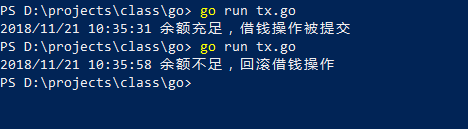 PS D:\projects\class\go> go run tx.go
2018/11/21 10:35:31 余额充足，借钱操作被提交
PS D:\projects\class\go> go run tx.go
2018/11/21 10:35:58 余额不足，回滚借钱操作
PS D:\projects\class\go>